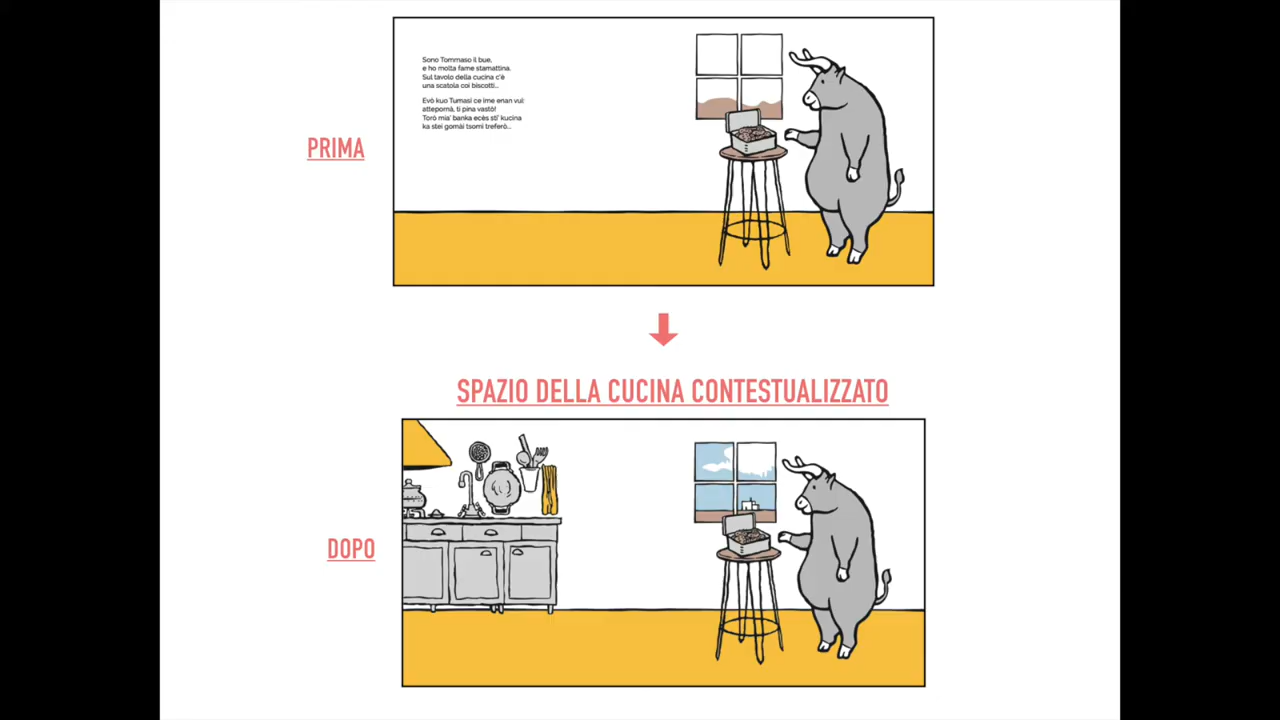 Sono Tommaso il bue,
e ho molta fame stamattina.
Sul tavolo della cucina c'è
una scatola coi biscotti...
Evò kuo Tumasi ce ime enan vui:
attepornà, ti pina vastò!
Torò mia' banka ecès sti' kucina
ka stei gomài tsomi treferò...
PRIMA
SPAZIO DELLA CUCINA CONTESTUALIZZATO
DOPO